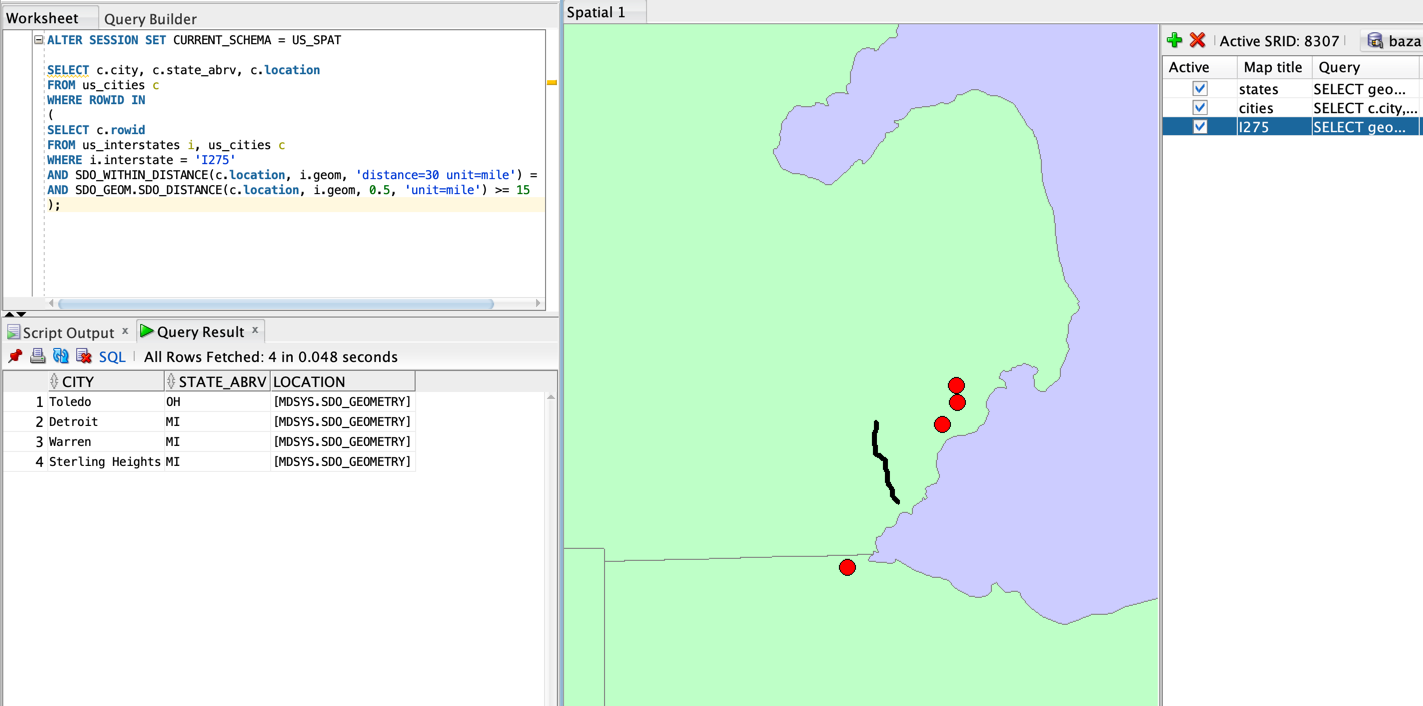 Worksheet Query Builder
ALTER SESSION SET CURRENT_SCHEMA = US_SPAT
SELECT c.city, c.state_abrv, c.location
FROM us_cities c
WHERE ROWID IN
(
SELECT c.rowid
FROM us_interstates i, us_cities c
WHERE i.interstate = 'I275'
AND SDO_WITHIN_DISTANCE(c.location, i.geom, 'distance=30 unit=mile') =
AND SDO_GEOM.SDO_DISTANCE(c.location, i.geom, 0.5, 'unit=mile') >= 15
);
Script Output x Query Result x
SQL All Rows Fetched: 4 in 0.048 seconds
CITY STATE_ABRV LOCATION
1 Toledo OH [MDSYS.SDO_GEOMETRY]
2 Detroit MI [MDSYS.SDO_GEOMETRY]
3 Warren MI [MDSYS.SDO_GEOMETRY]
4 Sterling Heights MI [MDSYS.SDO_GEOMETRY]
Spatial 1
Active SRID: 8307 baza
Active Map title Query
states SELECT geo...
cities SELECT c.city,...
I275 SELECT geo...